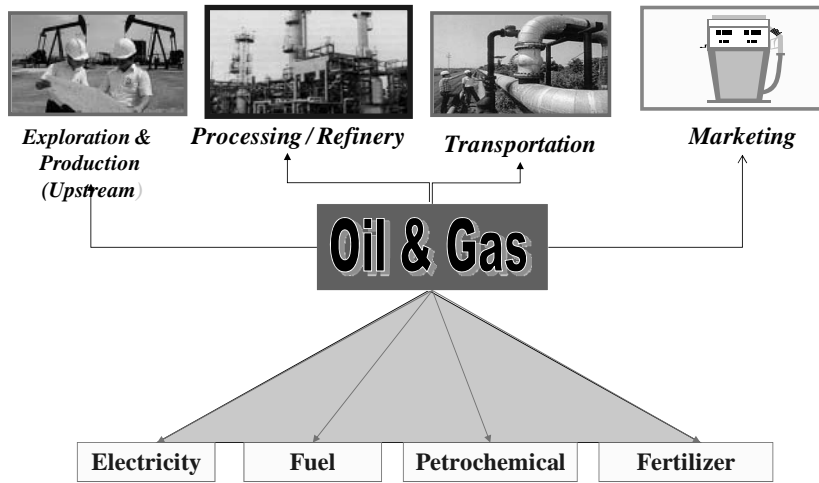 Exploration &
Production
(Upstream)
Processing / Refinery
Transportation
Marketing
Oil & Gas
Electricity
Fuel
Petrochemical
Fertilizer